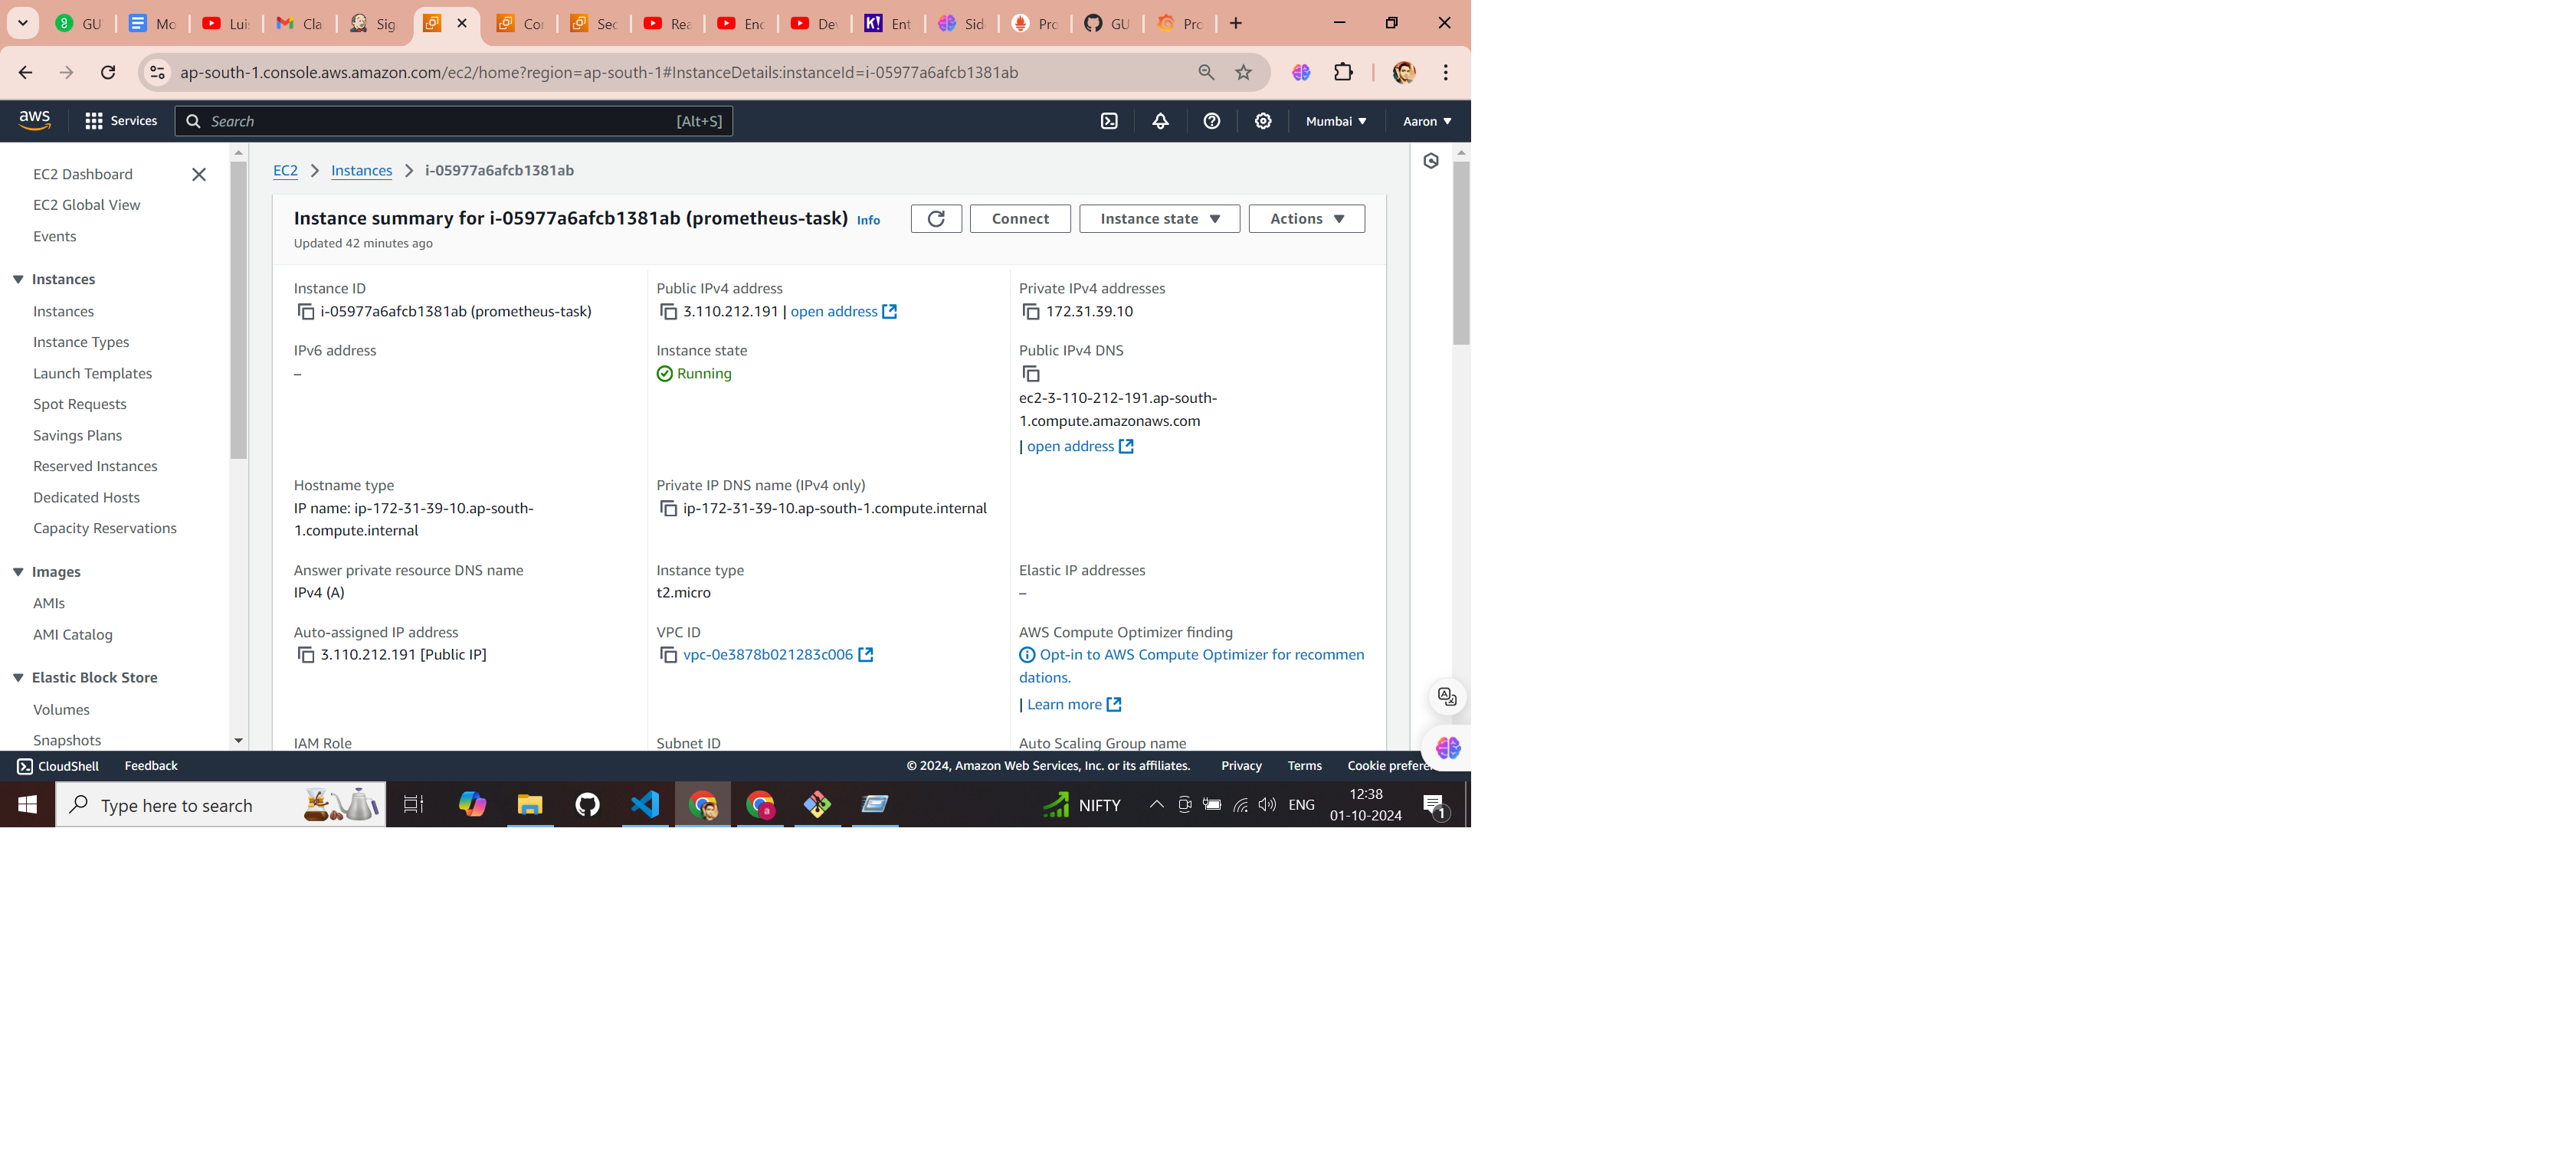 GU
Mo
Lui
Cla
Sig
Cor
Sec
Rea
Enc
Dev
K!
Ent
Sid
Pro
GU
Pro
ap-south-1.console.aws.amazon.com/ec2/home?region=ap-south-1#InstanceDetails:instanceId=i-05977a6afcb1381ab
aws
Services
Search
[Alt+S]
Mumbai
Aaron
EC2 Dashboard
EC2 Global View
Events
Instances
Instances
Instance Types
Launch Templates
Spot Requests
Savings Plans
Reserved Instances
Dedicated Hosts
Capacity Reservations
Images
AMIs
AMI Catalog
Elastic Block Store
Volumes
Snapshots
EC2 Instances i-05977a6afcb1381ab
Instance summary for i-05977a6afcb1381ab (prometheus-task) Info
Updated 42 minutes ago
Connect
Instance state
Actions
Instance ID
i-05977a6afcb1381ab (prometheus-task)
Public IPv4 address
3.110.212.191 | open address
Private IPv4 addresses
172.31.39.10
IPv6 address
–
Instance state
Running
Public IPv4 DNS
ec2-3-110-212-191.ap-south-
1.compute.amazonaws.com
| open address
Hostname type
IP name: ip-172-31-39-10.ap-south-
1.compute.internal
Private IP DNS name (IPv4 only)
ip-172-31-39-10.ap-south-1.compute.internal
Answer private resource DNS name
IPv4 (A)
Instance type
t2.micro
Elastic IP addresses
–
Auto-assigned IP address
3.110.212.191 [Public IP]
VPC ID
vpc-0e3878b021283c006
AWS Compute Optimizer finding
Opt-in to AWS Compute Optimizer for recommen
dations.
| Learn more
IAM Role
Subnet ID
Auto Scaling Group name
CloudShell
Feedback
© 2024, Amazon Web Services, Inc. or its affiliates.
Privacy
Terms
Cookie prefere
Type here to search
NIFTY
ENG
12:38
01-10-2024
1